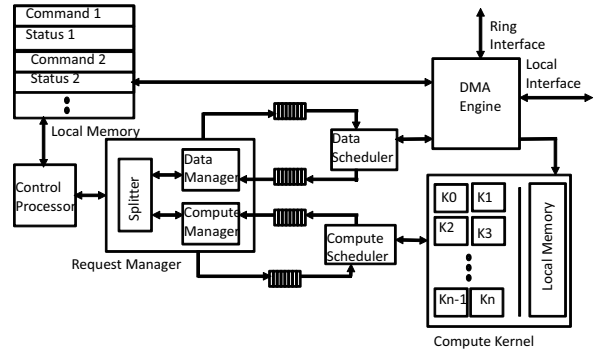 Command 1
Status 1
Command 2
Status 2
Local Memory
Ring
Interface
Local
Interface
DMA
Engine
Data
Scheduler
Control
Processor
Splitter
Data
Manager
Compute
Manager
Request Manager
Compute
Scheduler
K0
K1
K2
K3
Kn-1
Kn
Local Memory
Compute Kernel